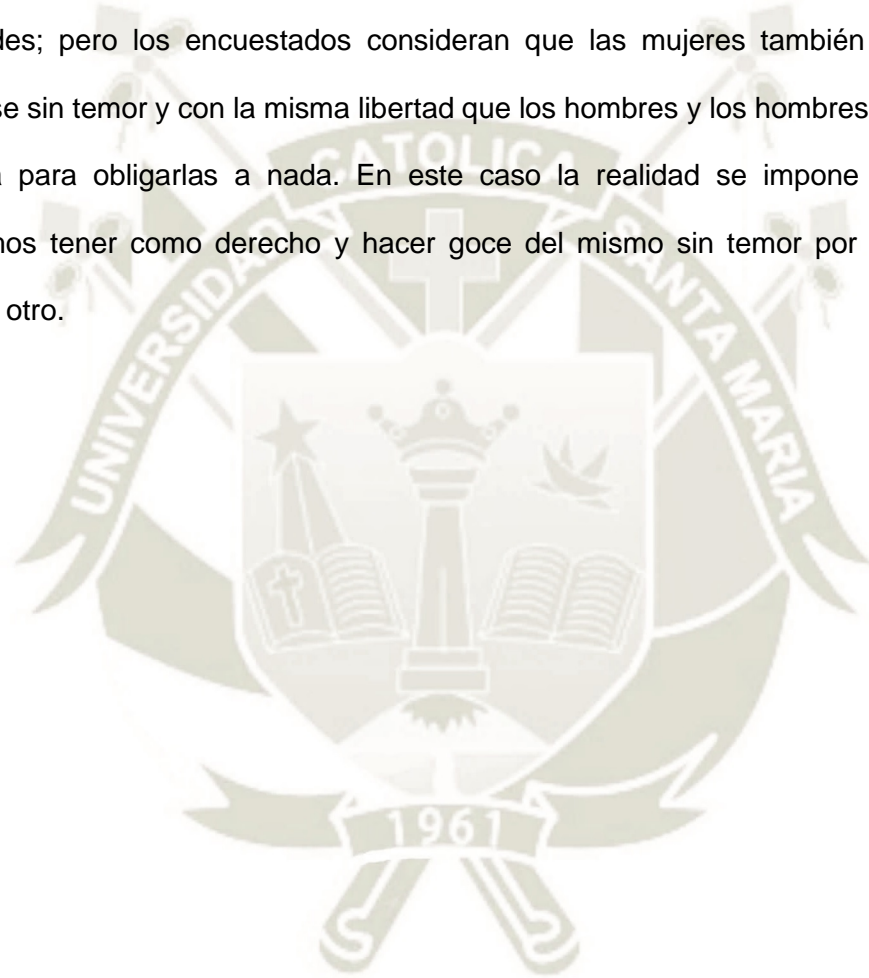 des; pero los encuestados consideran que las mujeres también
se sin temor y con la misma libertad que los hombres y los hombres
para obligarlas a nada. En este caso la realidad se impone
nos tener como derecho y hacer goce del mismo sin temor por
otro.
UNIVERSIDAD CATOLICA SANTA MARIA
1961